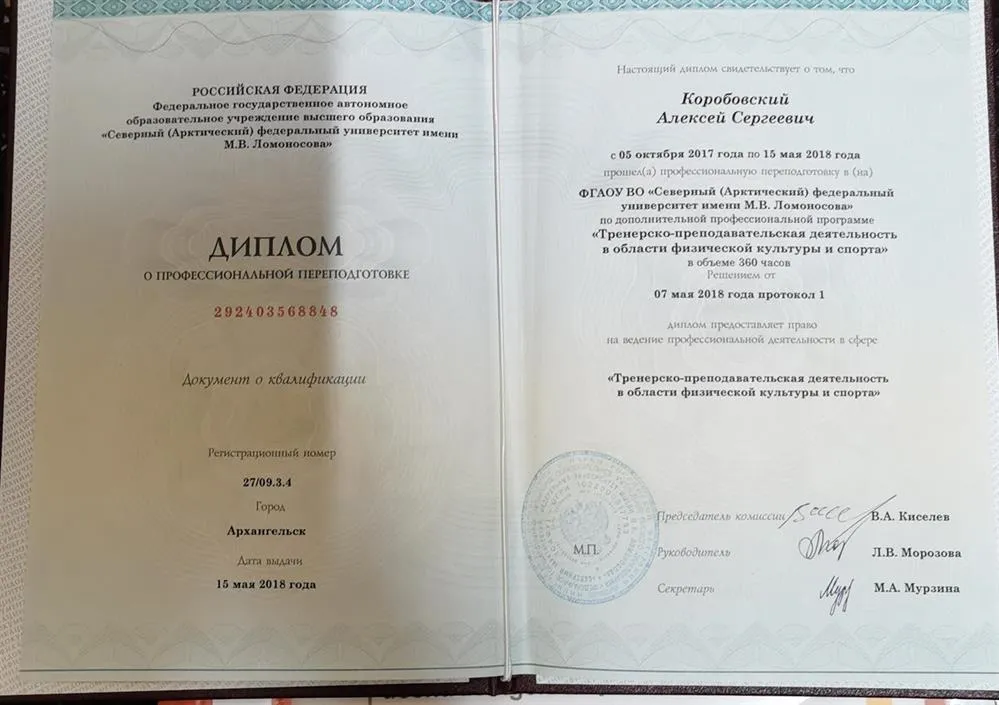 РОССИЙСКАЯ ФЕДЕРАЦИЯ
Федеральное государственное автономное
образовательное учреждение высшего образования
«Северный (Арктический) федеральный университет имени
М.В. Ломоносова»
ДИПЛОМ
О ПРОФЕССИОНАЛЬНОЙ ПЕРЕПОДГОТОВКЕ
292403568848
Документ о квалификации
Регистрационный номер
27/09.3.4
Город
Архангельск
Дата выдачи
15 мая 2018 года
Настоящий диплом свидетельствует о том, что
Коробовский
Алексей Сергеевич
с 05 октября 2017 года по 15 мая 2018 года
прошел(а) профессиональную переподготовку в (на)
ФГАОУ ВО «Северный (Арктический) федеральный
университет имени М.В. Ломоносова»
по дополнительной профессиональной программе
«Тренерско-преподавательская деятельность
в области физической культуры и спорта»
в объеме 360 часов
Решением от
07 мая 2018 года протокол 1
диплом предоставляет право
на ведение профессиональной деятельности в сфере
«Тренерско-преподавательская деятельность
в области физической культуры и спорта»
Председатель комиссии В.А. Киселев
М.П.
Руководитель Л.В. Морозова
Секретарь М.А. Мурзина